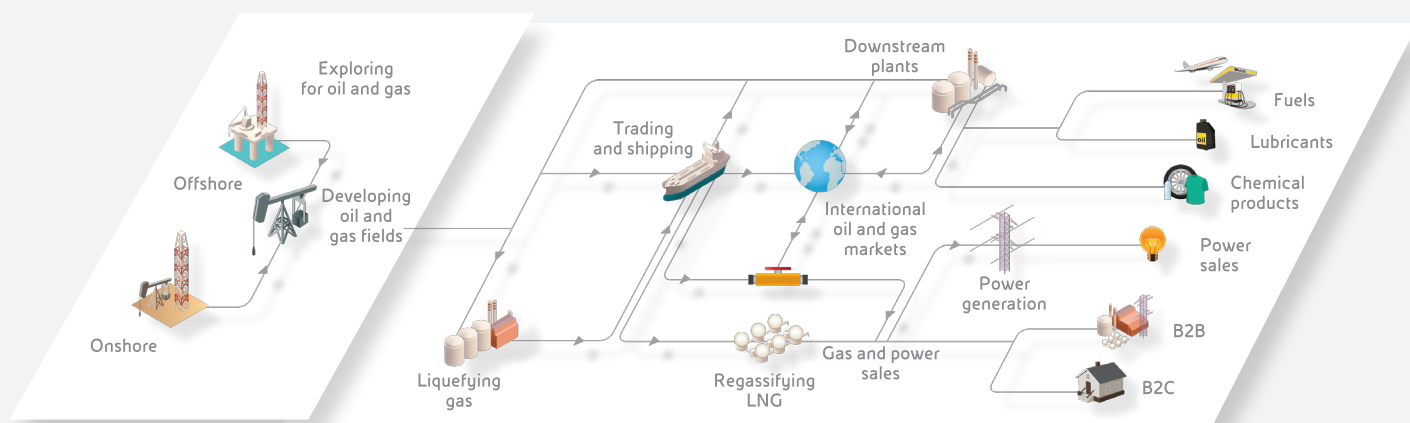 Exploring
for oil and gas
Offshore
Developing
oil and
gas fields
Onshore
Liquefying
gas
Trading
and shipping
Downstream
plants
International
oil and gas
markets
Regassifying
LNG
Gas and power
sales
Power
generation
Fuels
oil
Lubricants
Chemical
products
Power
sales
B2B
B2C